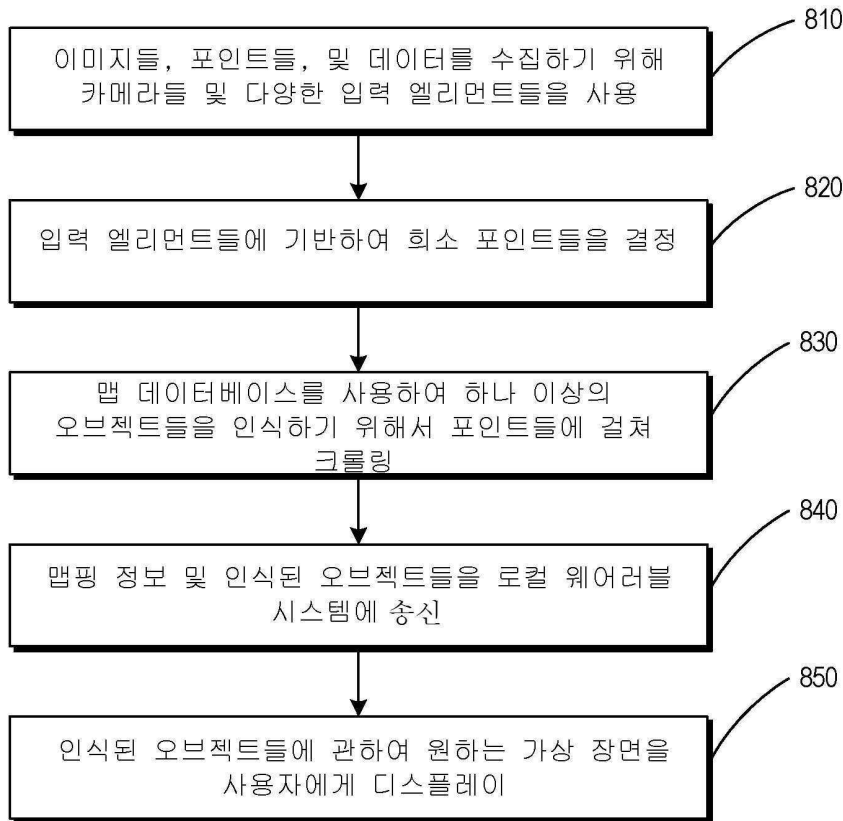 810
이미지들, 포인트들, 및 데이터를 수집하기 위해
카메라들 및 다양한 입력 엘리먼트들을 사용
820
입력 엘리먼트들에 기반하여 희소 포인트들을 결정
830
맵 데이터베이스를 사용하여 하나 이상의
오브젝트들을 인식하기 위해서 포인트들에 걸쳐
크롤링
840
맵핑 정보 및 인식된 오브젝트들을 로컬 웨어러블
시스템에 송신
850
인식된 오브젝트들에 관하여 원하는 가상 장면을
사용자에게 디스플레이